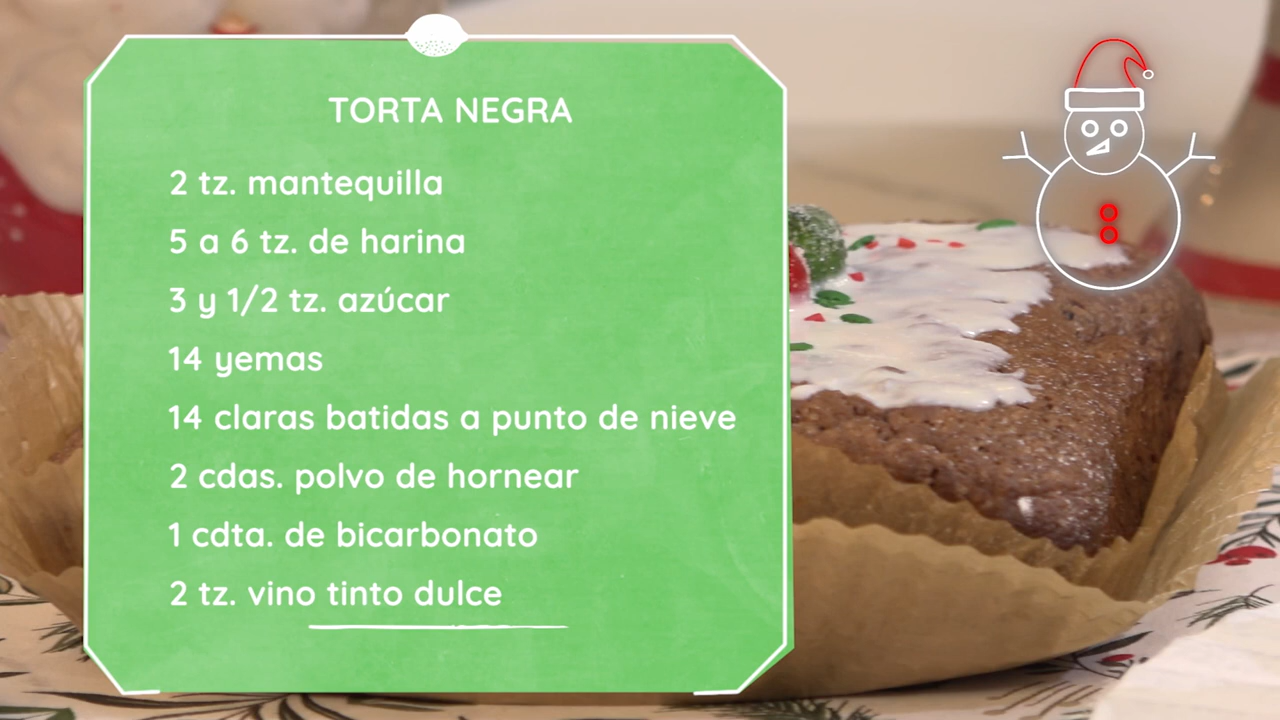 TORTA NEGRA
2 tz. mantequilla
5 a 6 tz. de harina
3 y 1/2 tz. azúcar
14 yemas
14 claras batidas a punto de nieve
2 cdas. polvo de hornear
1 cdta. de bicarbonato
2 tz. vino tinto dulce